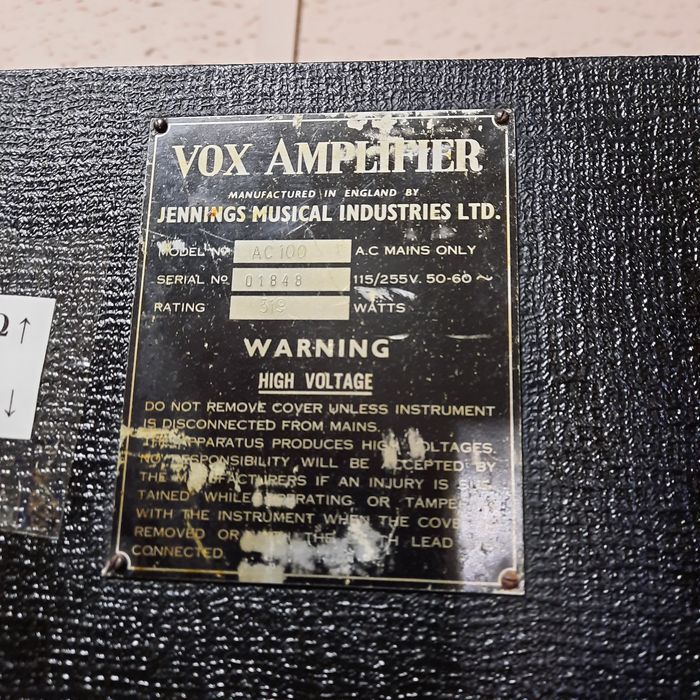 VOX AMPLIFIER
MANUFACTURED IN ENGLAND BY
JENNINGS MUSICAL INDUSTRIES LTD.
MODEL No AC100 A.C MAINS ONLY
SERIAL No 01848 115/255V. 50-60 ~
RATING 319 WATTS
WARNING
HIGH VOLTAGE
DO NOT REMOVE COVER UNLESS INSTRUMENT
IS DISCONNECTED FROM MAINS.
APPARATUS PRODUCES HIGH VOLTAGES.
NO RESPONSIBILITY WILL BE ACCEPTED BY
THE MANUFACTURERS IF AN INJURY IS SUS-
TAINED WHILE OPERATING OR
WITH THE INSTRUMENT WHEN THE
REMOVED OR THE LEAD
CONNECTED.
Ω ↑
↓